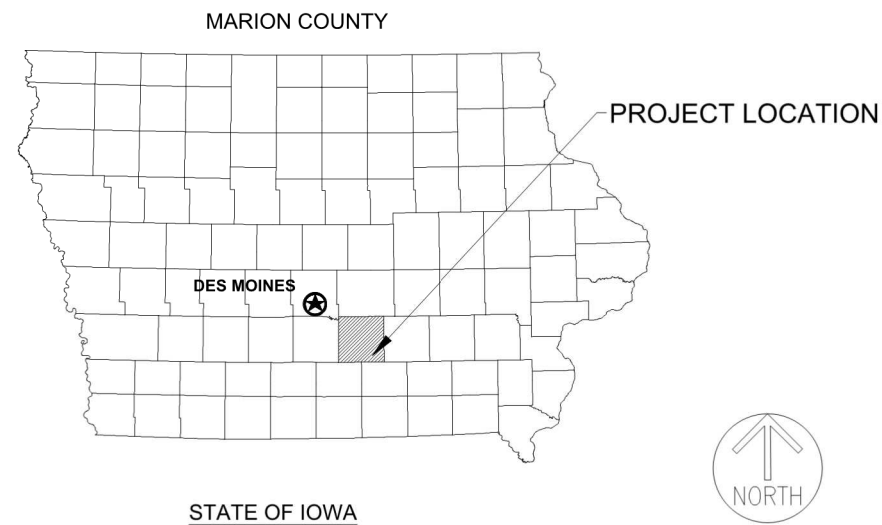 MARION COUNTY
PROJECT LOCATION
DES MOINES
NORTH
STATE OF IOWA